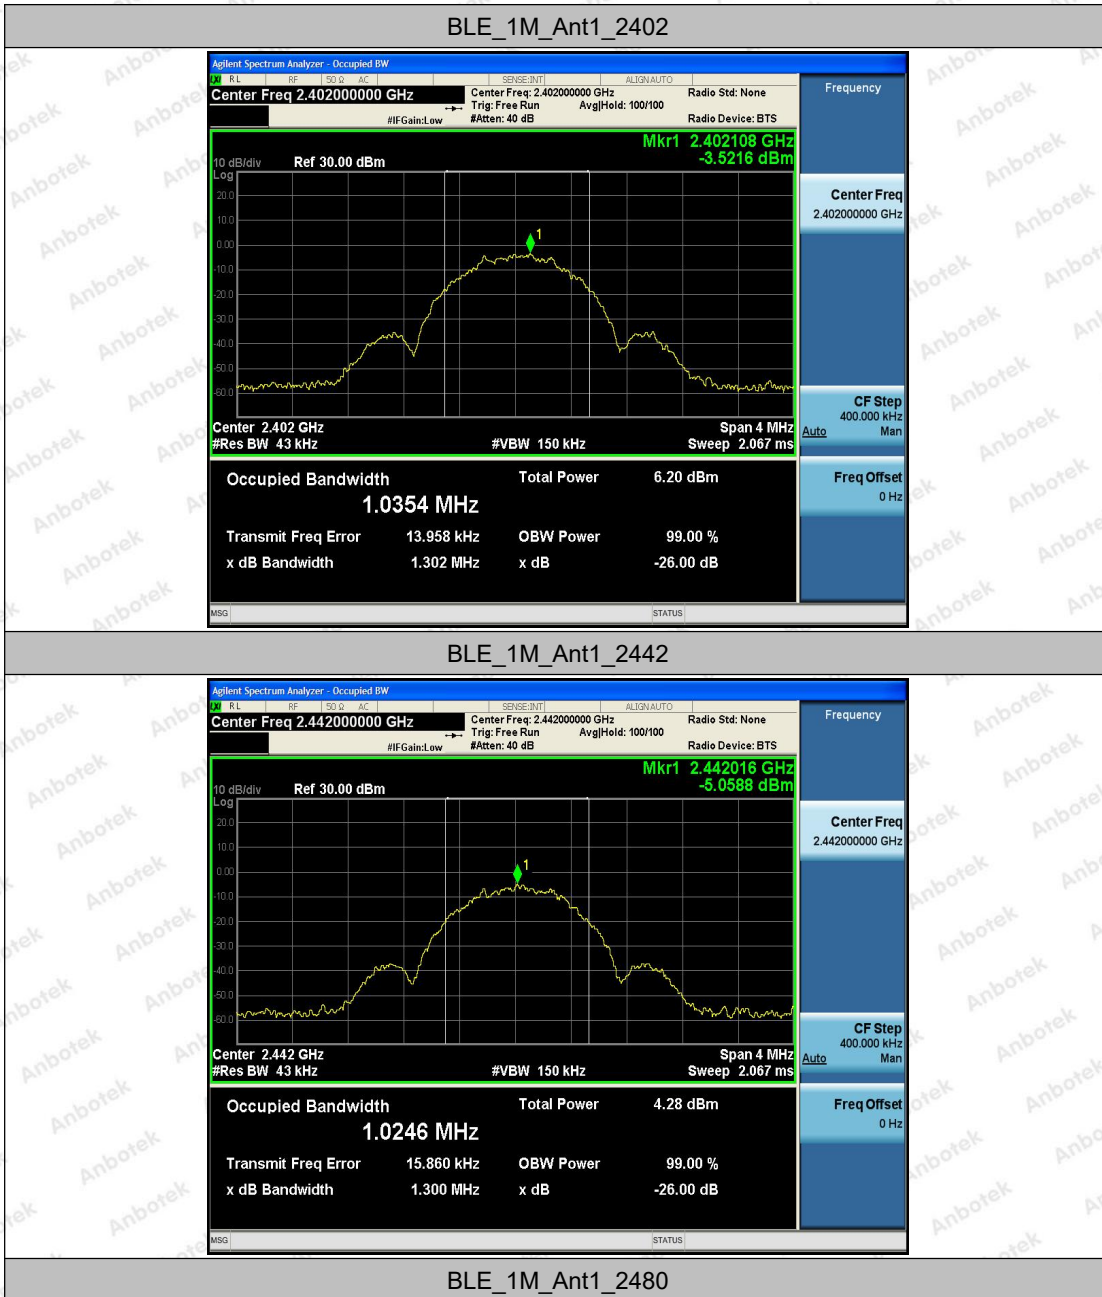 BLE_1M_Ant1_2402
Agilent Spectrum Analyzer - Occupied BW
LXI RL RF 50 Ω AC SENSE:INT ALIGNAUTO
Center Freq 2.402000000 GHz
Center Freq: 2.402000000 GHz
Radio Std: None
Trig: Free Run Avg|Hold: 100/100
#IFGain:Low #Atten: 40 dB Radio Device: BTS
Mkr1 2.402108 GHz
-3.5216 dBm
10 dB/div Ref 30.00 dBm
Log
20.0
10.0
0.00
-10.0
-20.0
-30.0
-40.0
-50.0
-60.0
1
Center 2.402 GHz Span 4 MHz
#Res BW 43 kHz #VBW 150 kHz Sweep 2.067 ms
Occupied Bandwidth Total Power 6.20 dBm
1.0354 MHz
Transmit Freq Error 13.958 kHz OBW Power 99.00 %
x dB Bandwidth 1.302 MHz x dB -26.00 dB
MSG STATUS
Frequency
Center Freq
2.402000000 GHz
CF Step
400.000 kHz
Auto Man
Freq Offset
0 Hz
BLE_1M_Ant1_2442
Agilent Spectrum Analyzer - Occupied BW
LXI RL RF 50 Ω AC SENSE:INT ALIGNAUTO
Center Freq 2.442000000 GHz
Center Freq: 2.442000000 GHz
Radio Std: None
Trig: Free Run Avg|Hold: 100/100
#IFGain:Low #Atten: 40 dB Radio Device: BTS
Mkr1 2.442016 GHz
-5.0588 dBm
10 dB/div Ref 30.00 dBm
Log
20.0
10.0
0.00
-10.0
-20.0
-30.0
-40.0
-50.0
-60.0
1
Center 2.442 GHz Span 4 MHz
#Res BW 43 kHz #VBW 150 kHz Sweep 2.067 ms
Occupied Bandwidth Total Power 4.28 dBm
1.0246 MHz
Transmit Freq Error 15.860 kHz OBW Power 99.00 %
x dB Bandwidth 1.300 MHz x dB -26.00 dB
MSG STATUS
Frequency
Center Freq
2.442000000 GHz
CF Step
400.000 kHz
Auto Man
Freq Offset
0 Hz
BLE_1M_Ant1_2480
Anbotek